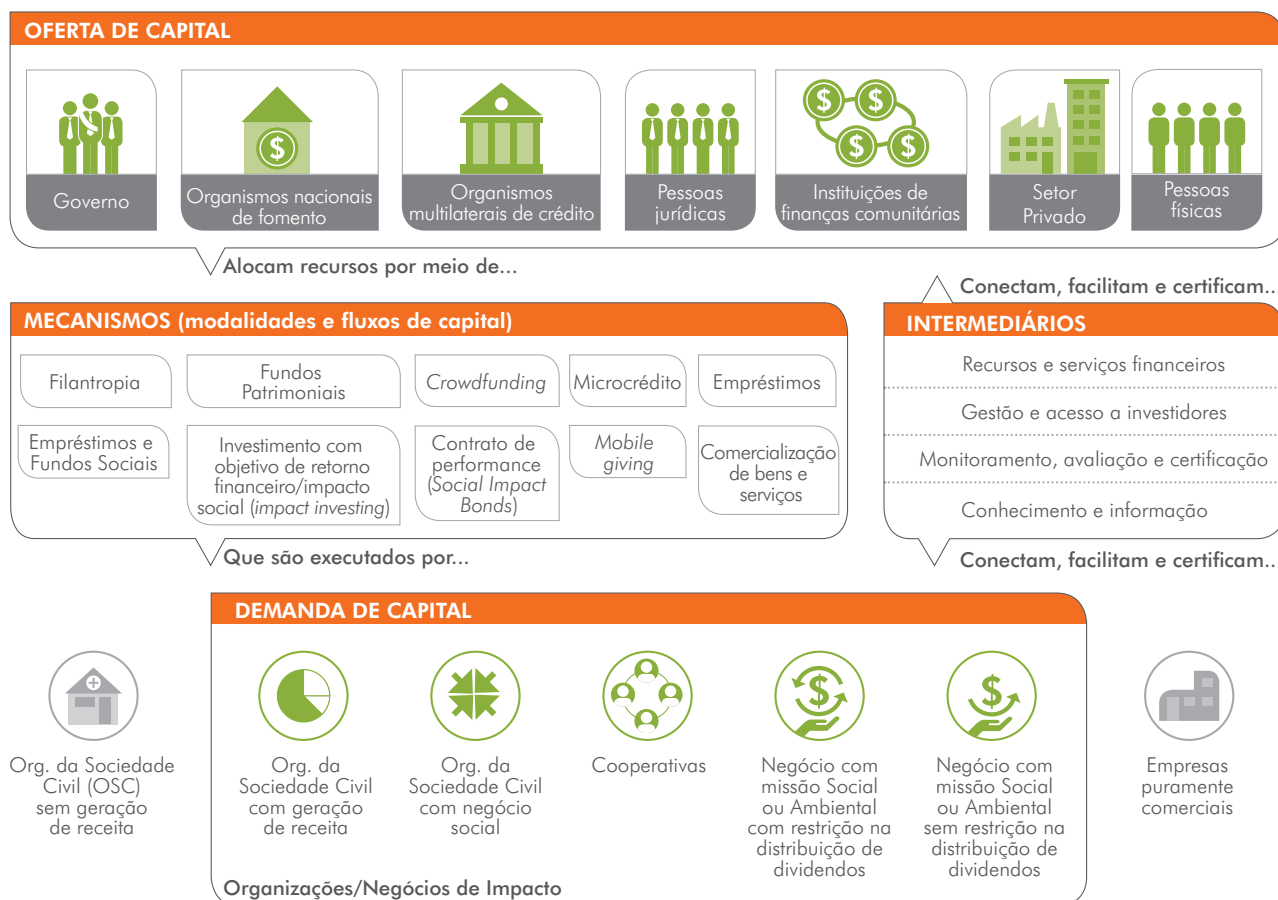 OFERTA DE CAPITAL
Governo
Organismos nacionais
de fomento
Organismos
multilaterais de crédito
Pessoas
jurídicas
Instituições de
finanças comunitárias
Setor
Privado
Pessoas
físicas
Alocam recursos por meio de...
Conectam, facilitam e certificam..
MECANISMOS (modalidades e fluxos de capital)
Filantropia
Fundos
Patrimoniais
Crowdfunding
Microcrédito
Empréstimos
Empréstimos e
Fundos Sociais
Investimento com
objetivo de retorno
financeiro/impacto
social (impact investing)
Contrato de
performance
(Social Impact
Bonds)
Mobile
giving
Comercialização
de bens e
serviços
INTERMEDIÁRIOS
Recursos e serviços financeiros
Gestão e acesso a investidores
Monitoramento, avaliação e certificação
Conhecimento e informação
Que são executados por...
Conectam, facilitam e certificam..
DEMANDA DE CAPITAL
Org. da Sociedade
Civil (OSC)
sem geração
de receita
Org. da
Sociedade Civil
com geração
de receita
Org. da
Sociedade Civil
com negócio
social
Cooperativas
Negócio com
missão Social
ou Ambiental
com restrição na
distribuição de
dividendos
Negócio com
missão Social
ou Ambiental
sem restrição na
distribuição de
dividendos
Empresas
puramente
comerciais
Organizações/Negócios de Impacto